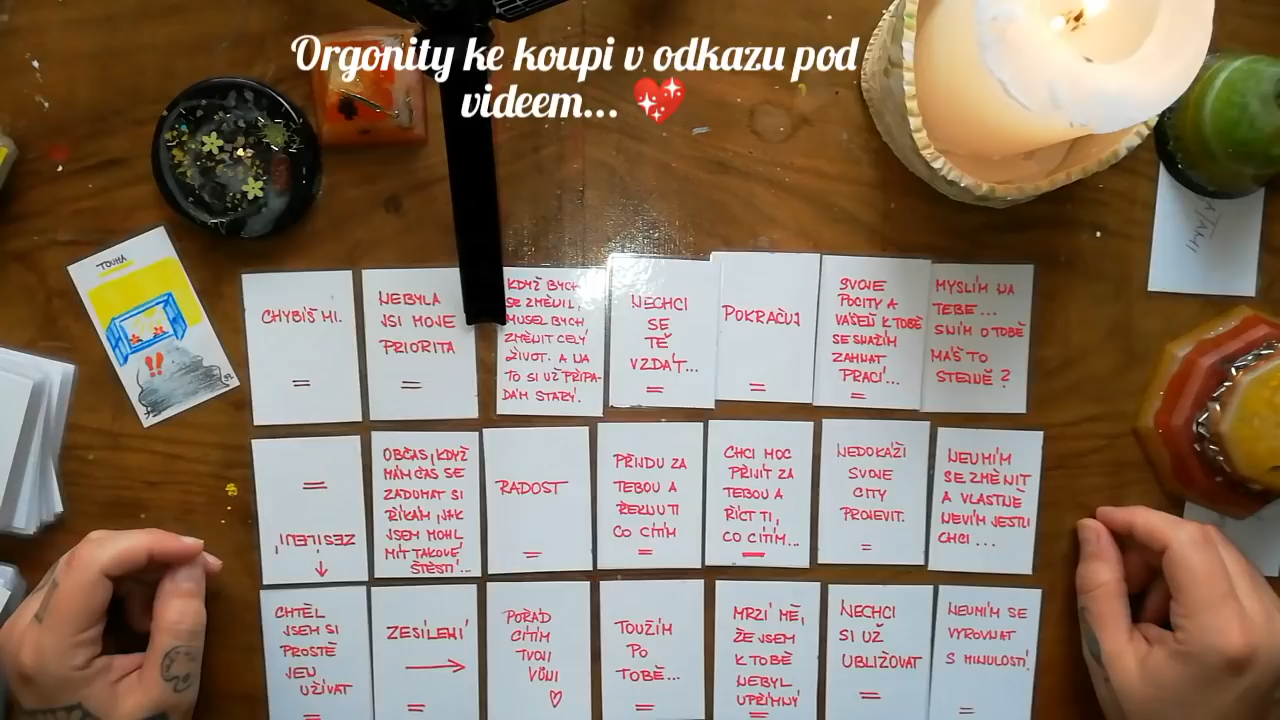 Orgonity ke koupi v odkazu pod
videem... 💖
TOUHA
CHYBÍŠ MI.
=
NEBYLA
JSI MOJE
PRIORITA
=
KDYŽ BYCH
SE ZMĚNIL,
MUSEL BYCH
ZMĚNIT CELÝ
ŽIVOT. A NA
TO SI UŽ PŘIPA-
DÁM STARÝ.
NECHCI
SE
TĚ
VZDÁT...
=
POKRAČUJ
=
SVOJE
POCITY A
VÁŠEŇ K TOBĚ
SE SNAŽÍM
ZAHNAT
PRACÍ...
=
MYSLÍM NA
TEBE...
SNÍM O TOBĚ
MÁŠ TO
STEJNĚ?
=
ZESÍLENÍ,
↓
OBČAS, KDYŽ
MÁM ČAS SE
ZADUMAT SI
ŘÍKÁM, JAK
JSEM MOHL
MÍT TAKOVÉ
ŠTĚSTÍ...
RADOST
=
PŘIJDU ZA
TEBOU A
ŘEKNU TI
CO CÍTÍM
=
CHCI MOC
PŘIJÍT ZA
TEBOU A
ŘÍCT TI,
CO CÍTÍM...
=
NEDOKÁŽI
SVOJE
CITY
PROJEVIT.
=
NEUMÍM
SE ZMĚNIT
A VLASTNĚ
NEVÍM JESTLI
CHCI...
CHTĚL
JSEM SI
PROSTĚ
JEN
UŽÍVAT
=
ZESÍLENÍ
→
=
POŘÁD
CÍTÍM
TVOJI
VŮNI
♡
TOUŽÍM
PO
TOBĚ...
=
MRZÍ MĚ,
ŽE JSEM
K TOBĚ
NEBYL
UPŘÍMNÝ
=
NECHCI
SI UŽ
UBLIŽOVAT
=
NEUMÍM SE
VYROVNAT
S MINULOSTÍ.
=